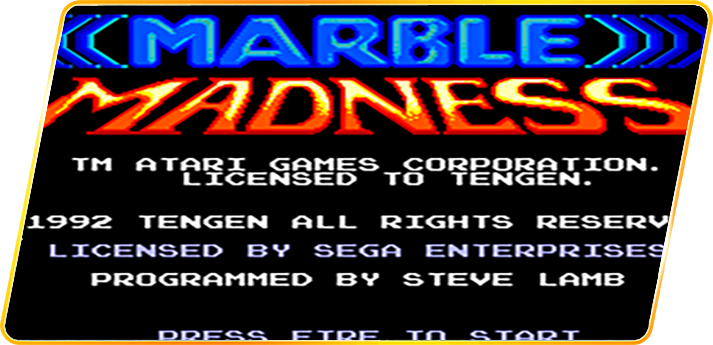 MARBLE
MADNESS
TM ATARI GAMES CORPORATION.
LICENSED TO TENGEN.
1992 TENGEN ALL RIGHTS RESERV
LICENSED BY SEGA ENTERPRISES
PROGRAMMED BY STEVE LAMB
PRESS FIRE TO START